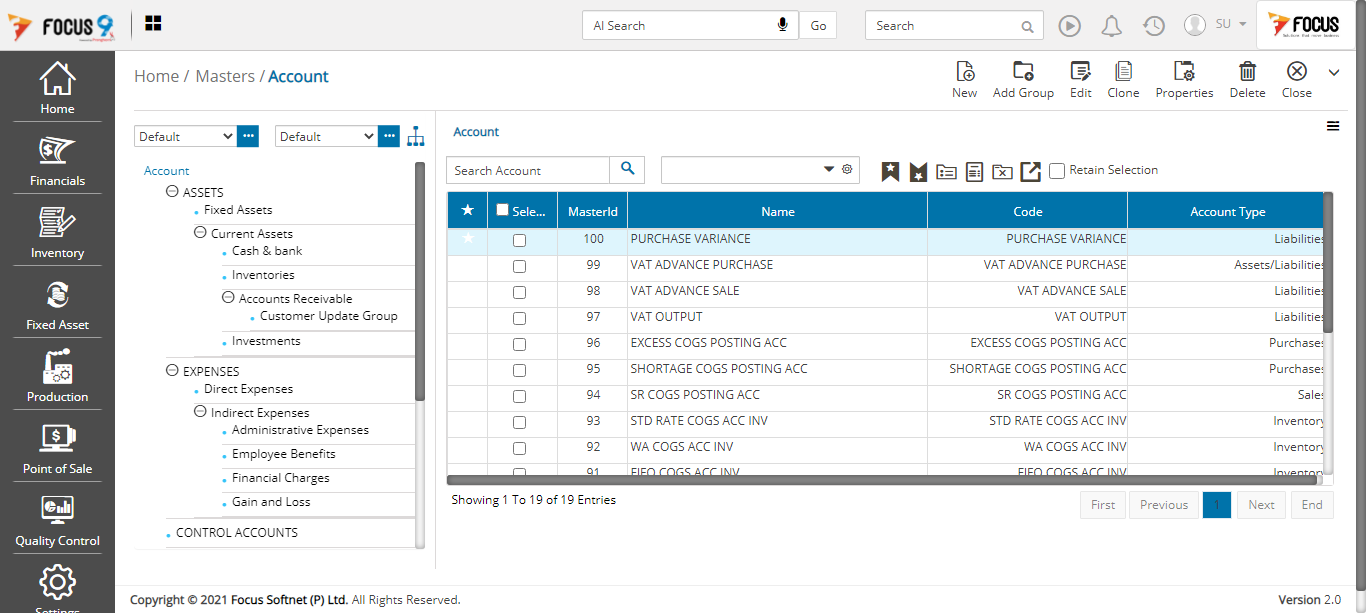 FOCUS 9
AI Search
Go
Search
SU
FOCUS
Home
Financials
Inventory
Fixed Asset
Production
Point of Sale
Quality Control
Settings
Home / Masters / Account
New
Add Group
Edit
Clone
Properties
Delete
Close
Default
Default
Account
ASSETS
Fixed Assets
Current Assets
Cash & bank
Inventories
Accounts Receivable
Customer Update Group
Investments
EXPENSES
Direct Expenses
Indirect Expenses
Administrative Expenses
Employee Benefits
Financial Charges
Gain and Loss
CONTROL ACCOUNTS
Account
Search Account
Retain Selection
Sele... MasterId Name Code Account Type
100 PURCHASE VARIANCE PURCHASE VARIANCE Liabilities
99 VAT ADVANCE PURCHASE VAT ADVANCE PURCHASE Assets/Liabilities
98 VAT ADVANCE SALE VAT ADVANCE SALE Liabilities
97 VAT OUTPUT VAT OUTPUT Liabilities
96 EXCESS COGS POSTING ACC EXCESS COGS POSTING ACC Purchases
95 SHORTAGE COGS POSTING ACC SHORTAGE COGS POSTING ACC Purchases
94 SR COGS POSTING ACC SR COGS POSTING ACC Sales
93 STD RATE COGS ACC INV STD RATE COGS ACC INV Inventory
92 WA COGS ACC INV WA COGS ACC INV Inventory
91 FIFO COGS ACC INV FIFO COGS ACC INV Inventory
Showing 1 To 19 of 19 Entries
First
Previous
1
Next
End
Copyright © 2021 Focus Softnet (P) Ltd. All Rights Reserved.
Version 2.0